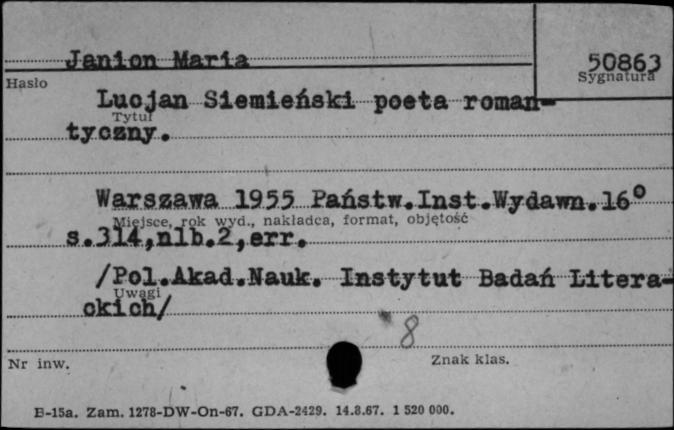 Janion Maria
50863
Hasło
Sygnatura
Lucjan Siemieński poeta roman-
Tytuł
tyczny.
Warszawa 1955 Państw.Inst.Wydawn.16°
Miejsce, rok wyd., nakładca, format, objętość
s.314,nlb.2,err.
/Pol.Akad.Nauk. Instytut Badań Litera-
Uwagi
ckich/
8
Nr inw.
Znak klas.
E-15a. Zam. 1278-DW-On-67. GDA-2429. 14.8.67. 1 520 000.